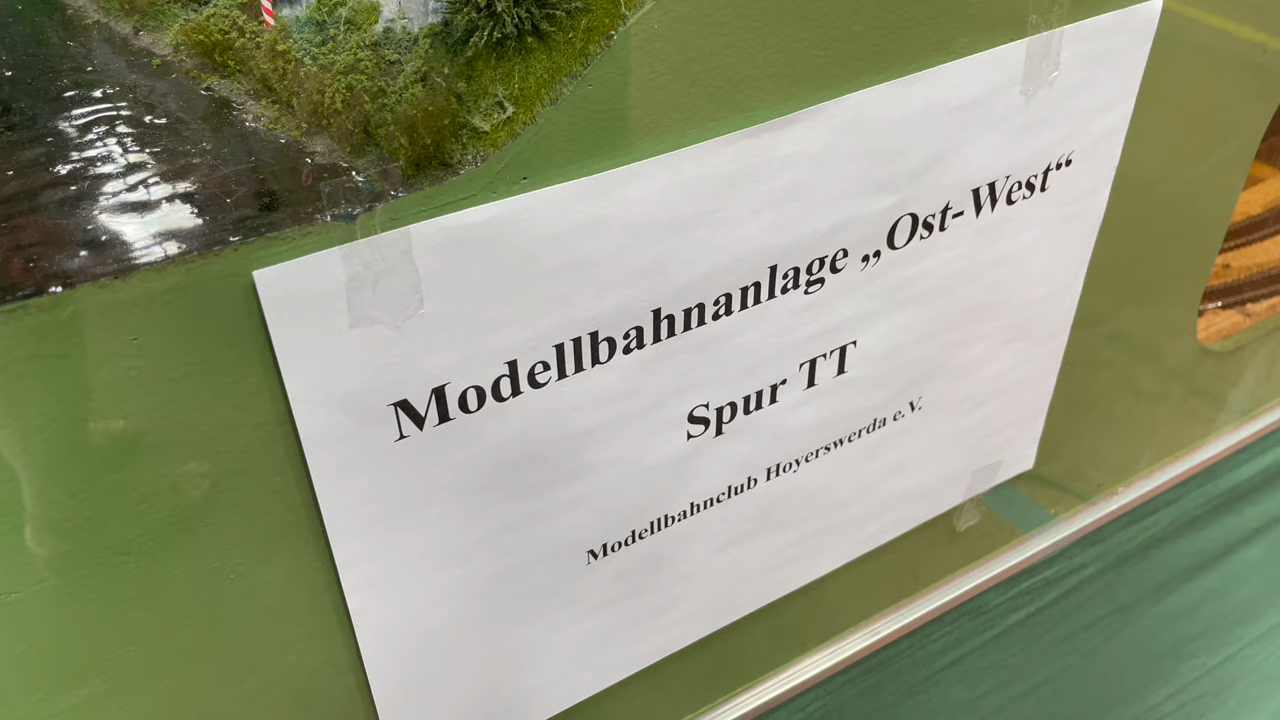 Modellbahnanlage „Ost-West“
Spur TT
Modellbahnclub Hoyerswerda e.V.